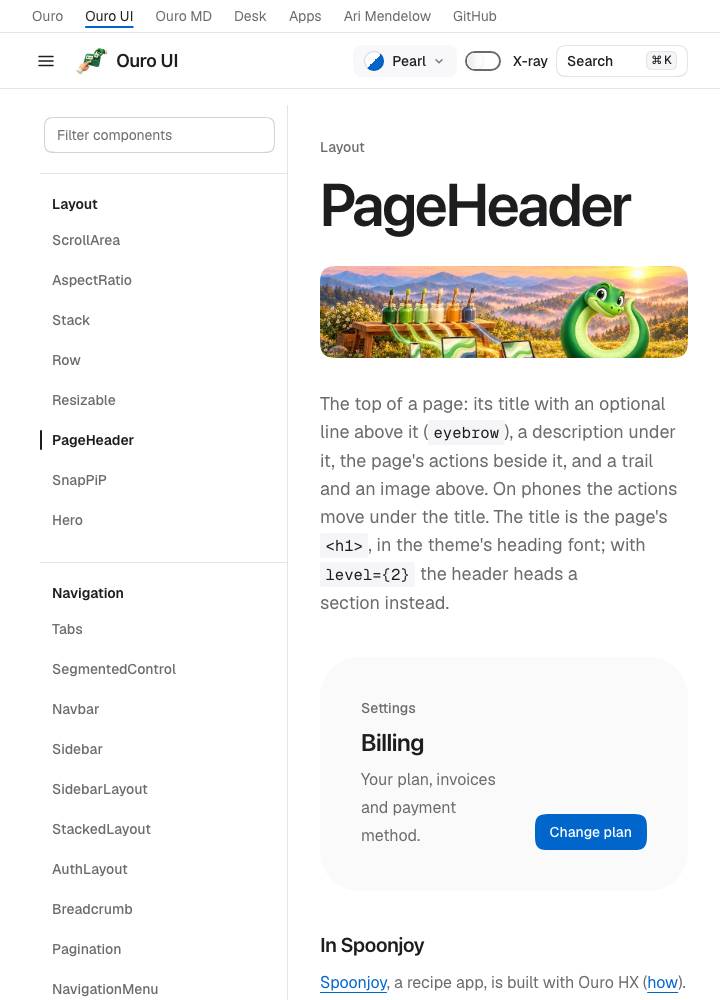 Ouro Ouro UI Ouro MD Desk Apps Ari Mendelow GitHub
Ouro UI
Pearl
X-ray
Search ⌘ K
Filter components
Layout
ScrollArea
AspectRatio
Stack
Row
Resizable
PageHeader
SnapPiP
Hero
Navigation
Tabs
SegmentedControl
Navbar
Sidebar
SidebarLayout
StackedLayout
AuthLayout
Breadcrumb
Pagination
NavigationMenu
Layout
PageHeader
The top of a page: its title with an optional
line above it ( eyebrow ), a description under
it, the page's actions beside it, and a trail
and an image above. On phones the actions
move under the title. The title is the page's
<h1> , in the theme's heading font; with
level={2} the header heads a
section instead.
Settings
Billing
Your plan, invoices
and payment
method.
Change plan
In Spoonjoy
Spoonjoy, a recipe app, is built with Ouro HX (how).